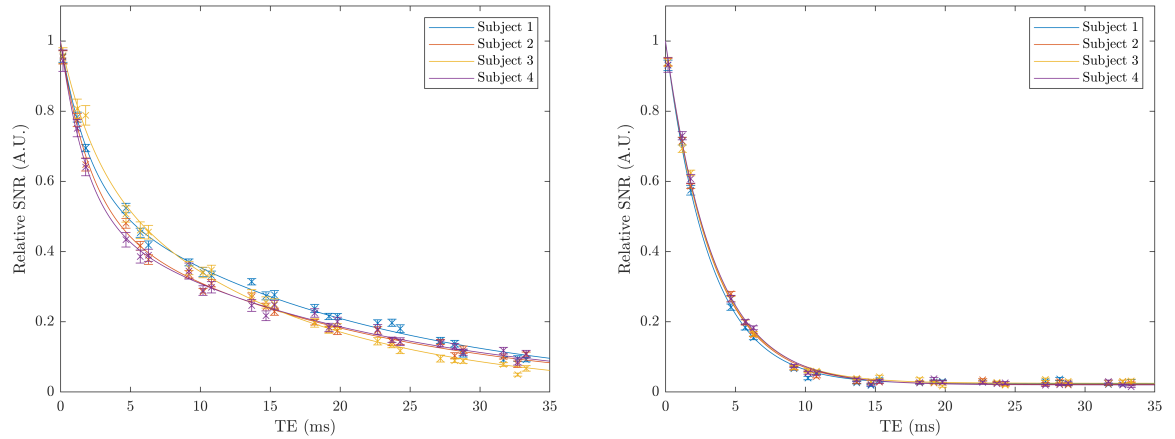 1
0.8
0.6
0.4
0.2
0
Relative SNR (A.U.)
0 5 10 15 20 25 30 35
TE (ms)
Subject 1
Subject 2
Subject 3
Subject 4
1
0.8
0.6
0.4
0.2
0
Relative SNR (A.U.)
0 5 10 15 20 25 30 35
TE (ms)
Subject 1
Subject 2
Subject 3
Subject 4